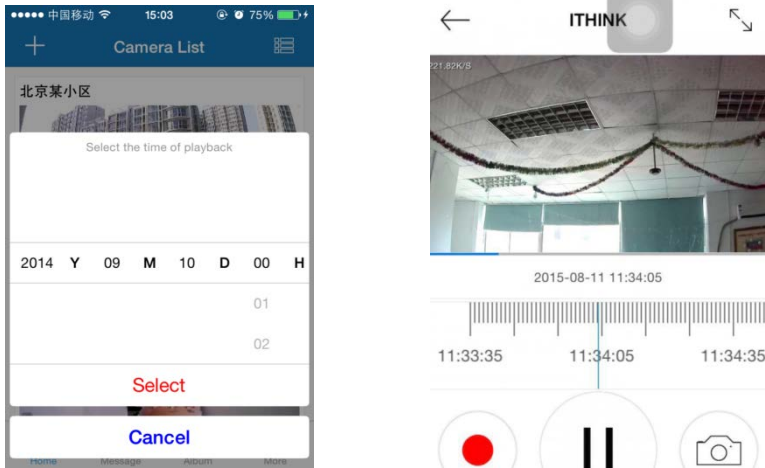 中国移动 15:03 75%
Camera List
北京某小区
Select the time of playback
2014 Y 09 M 10 D 00 H
01
02
Select
Cancel
Home Message Album More
ITHINK
221.82K/S
2015-08-11 11:34:05
11:33:35 11:34:05 11:34:35